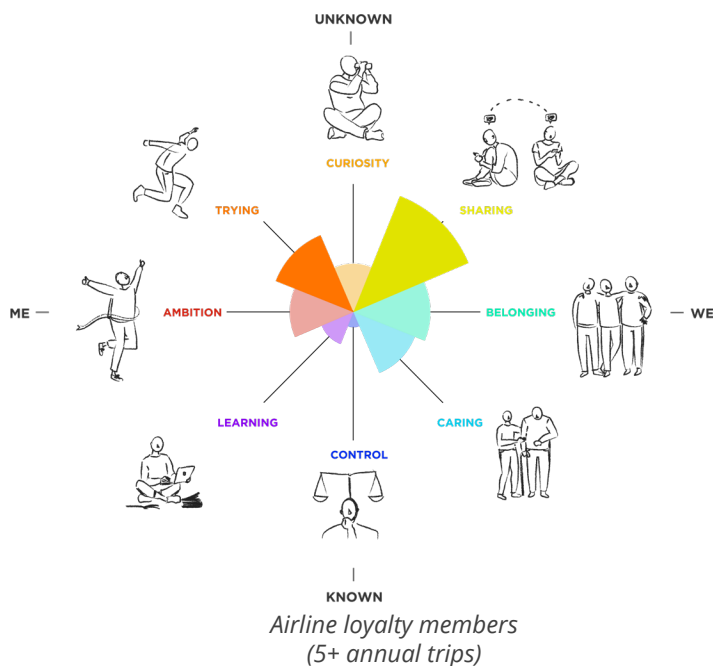 UNKNOWN
CURIOSITY
TRYING
SHARING
ME
AMBITION
BELONGING
WE
LEARNING
CARING
CONTROL
KNOWN
Airline loyalty members
(5+ annual trips)